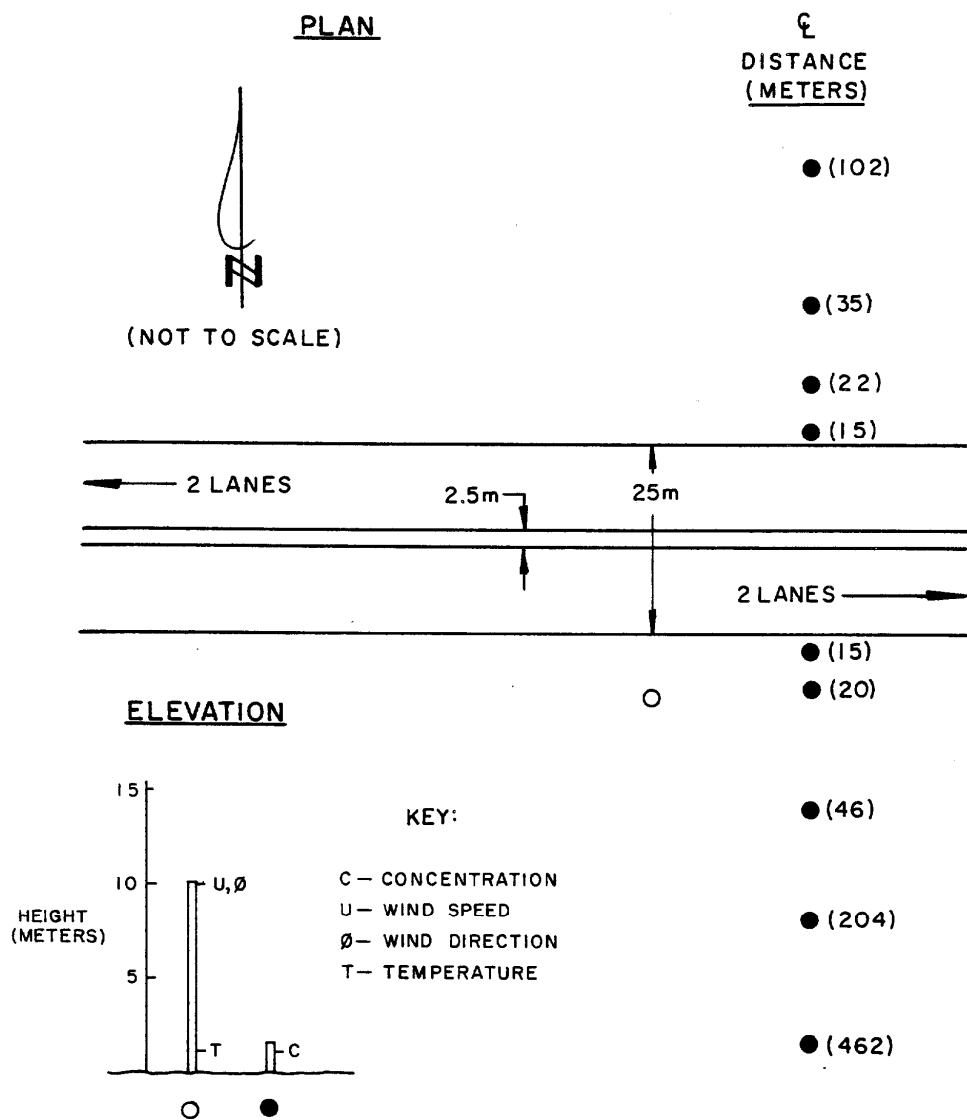 PLAN
℄
DISTANCE
(METERS)
(102)
N
(35)
(NOT TO SCALE)
(22)
(15)
2 LANES
2.5m
25m
2 LANES
(15)
(20)
ELEVATION
15
KEY:
(46)
10
U,Ø
C — CONCENTRATION
U — WIND SPEED
HEIGHT
(METERS)
Ø — WIND DIRECTION
(204)
T — TEMPERATURE
5
T
C
(462)